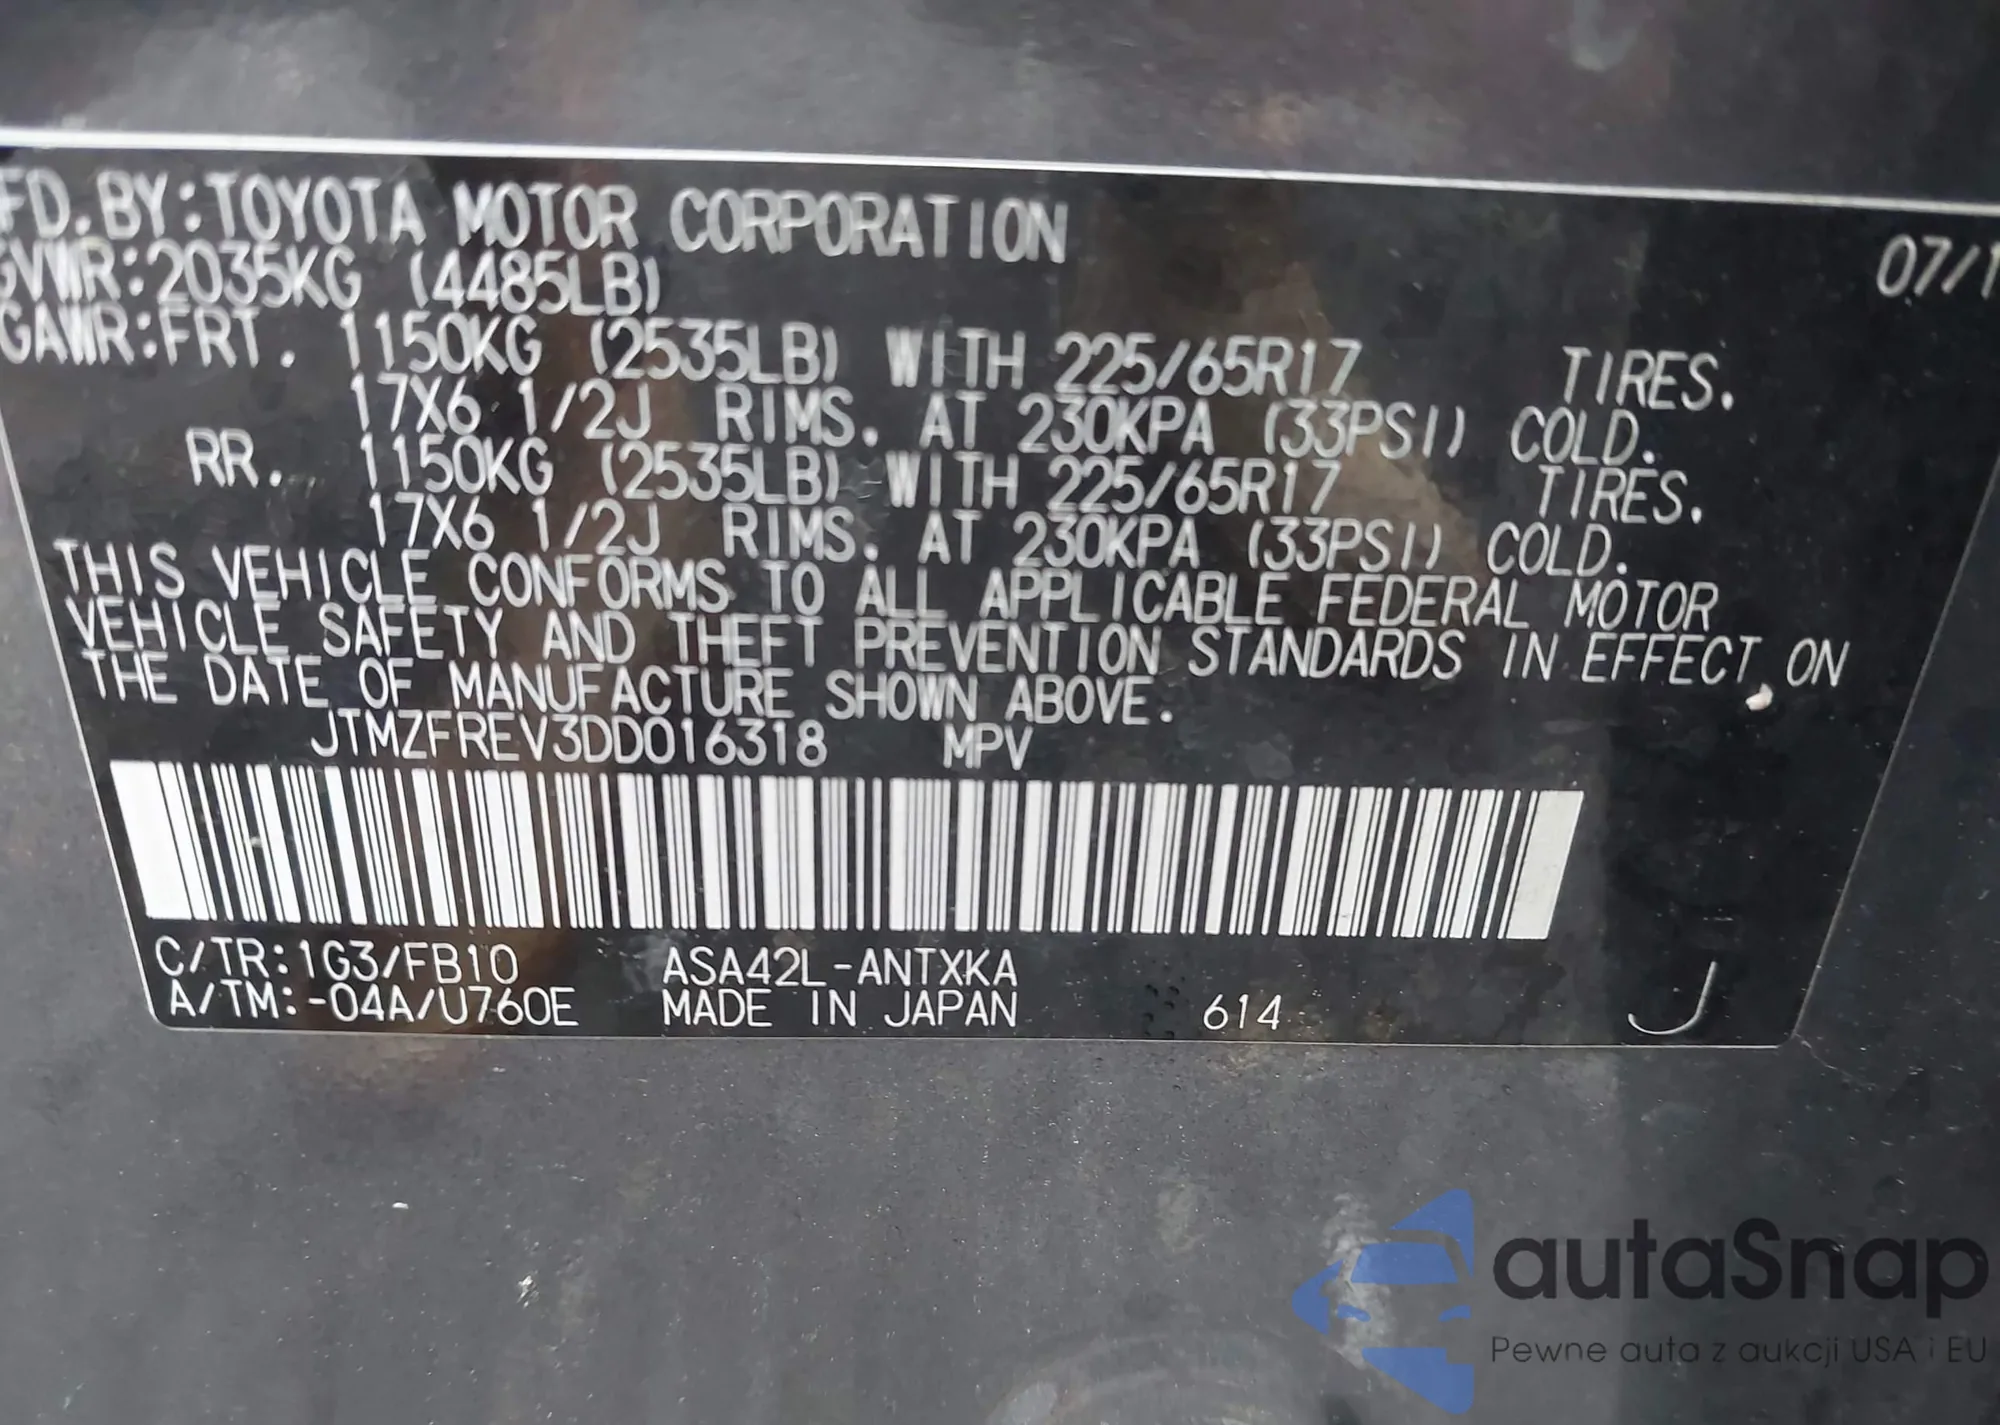 FD. BY: TOYOTA MOTOR CORPORATION 07/1
GVWR: 2035KG (4485LB)
GAWR: FRT. 1150KG (2535LB) WITH 225/65R17 TIRES.
17X6 1/2J RIMS. AT 230KPA (33PSI) COLD.
RR. 1150KG (2535LB) WITH 225/65R17 TIRES.
17X6 1/2J RIMS. AT 230KPA (33PSI) COLD.
THIS VEHICLE CONFORMS TO ALL APPLICABLE FEDERAL MOTOR
VEHICLE SAFETY AND THEFT PREVENTION STANDARDS IN EFFECT ON
THE DATE OF MANUFACTURE SHOWN ABOVE.
JTMZFREV3DD016318 MPV
C/TR: 1G3/FB10 ASA42L-ANTXKA
A/TM: -04A/U760E MADE IN JAPAN 614 J
autaSnap
Pewne auta z aukcji USA i EU